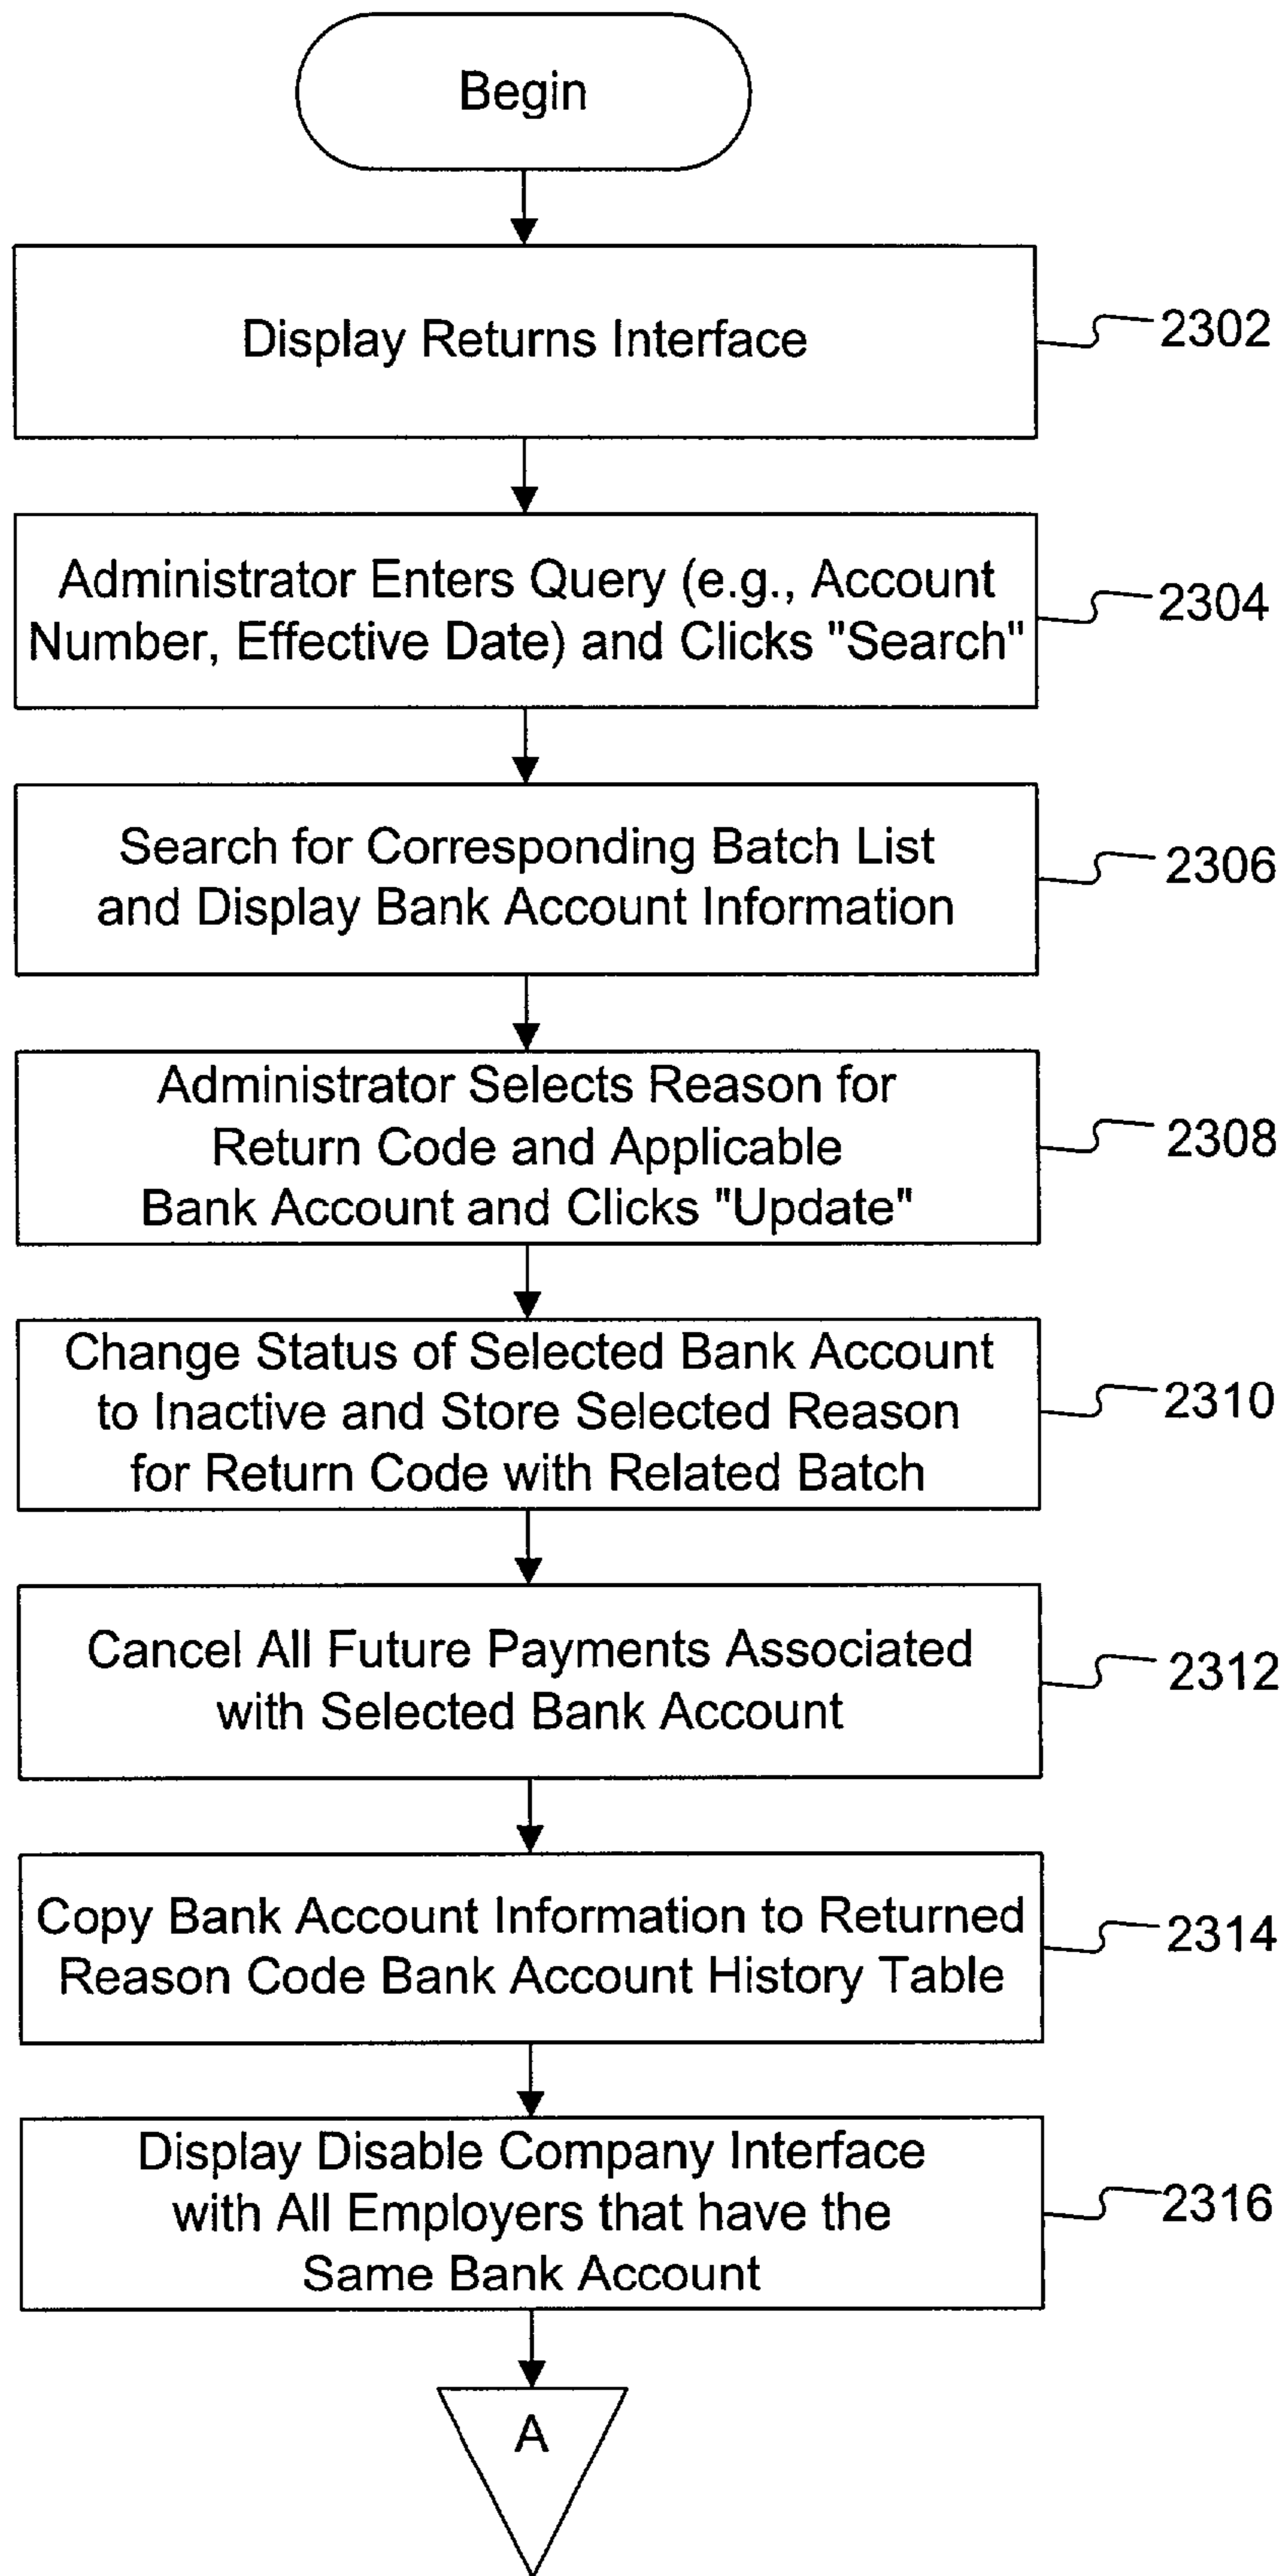 Begin
Display Returns Interface
2302
Administrator Enters Query (e.g., Account
Number, Effective Date) and Clicks "Search"
2304
Search for Corresponding Batch List
and Display Bank Account Information
2306
Administrator Selects Reason for
Return Code and Applicable
Bank Account and Clicks "Update"
2308
Change Status of Selected Bank Account
to Inactive and Store Selected Reason
for Return Code with Related Batch
2310
Cancel All Future Payments Associated
with Selected Bank Account
2312
Copy Bank Account Information to Returned
Reason Code Bank Account History Table
2314
Display Disable Company Interface
with All Employers that have the
Same Bank Account
2316
A